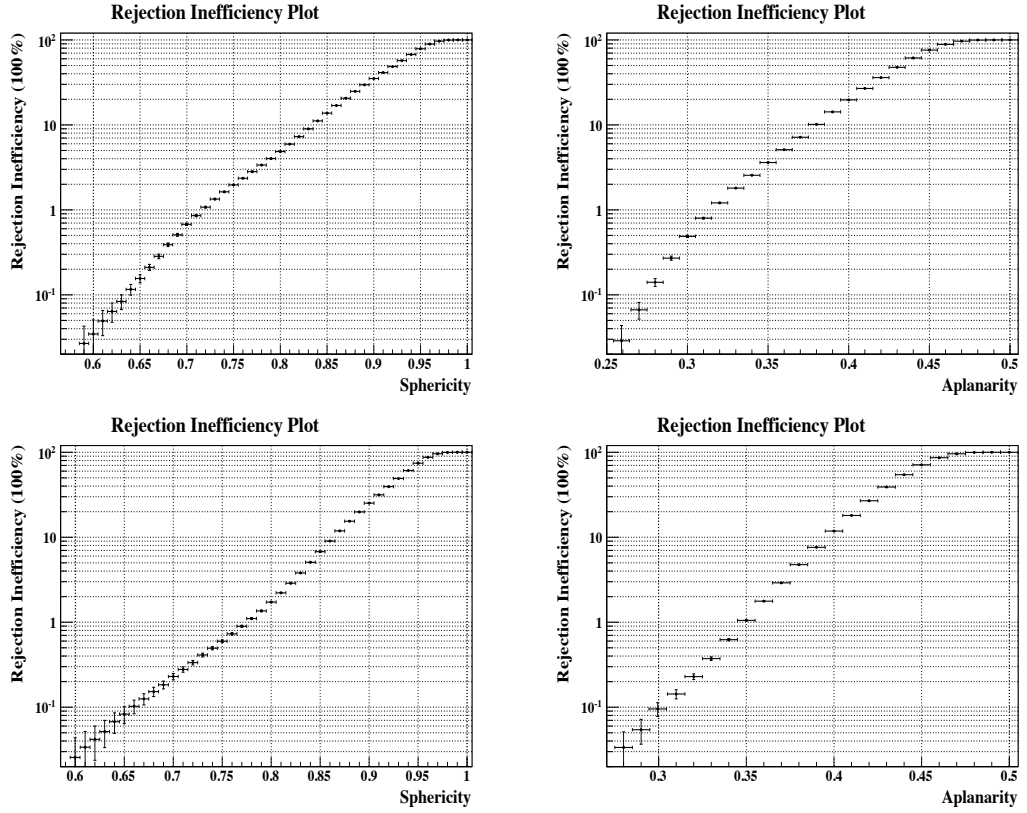 Rejection Inefficiency Plot
Rejection Inefficiency (100%)
10²
10
1
10⁻¹
0.6 0.65 0.7 0.75 0.8 0.85 0.9 0.95 1
Sphericity
Rejection Inefficiency Plot
Rejection Inefficiency (100%)
10²
10
1
10⁻¹
0.25 0.3 0.35 0.4 0.45 0.5
Aplanarity
Rejection Inefficiency Plot
Rejection Inefficiency (100%)
10²
10
1
10⁻¹
0.6 0.65 0.7 0.75 0.8 0.85 0.9 0.95 1
Sphericity
Rejection Inefficiency Plot
Rejection Inefficiency (100%)
10²
10
1
10⁻¹
0.3 0.35 0.4 0.45 0.5
Aplanarity